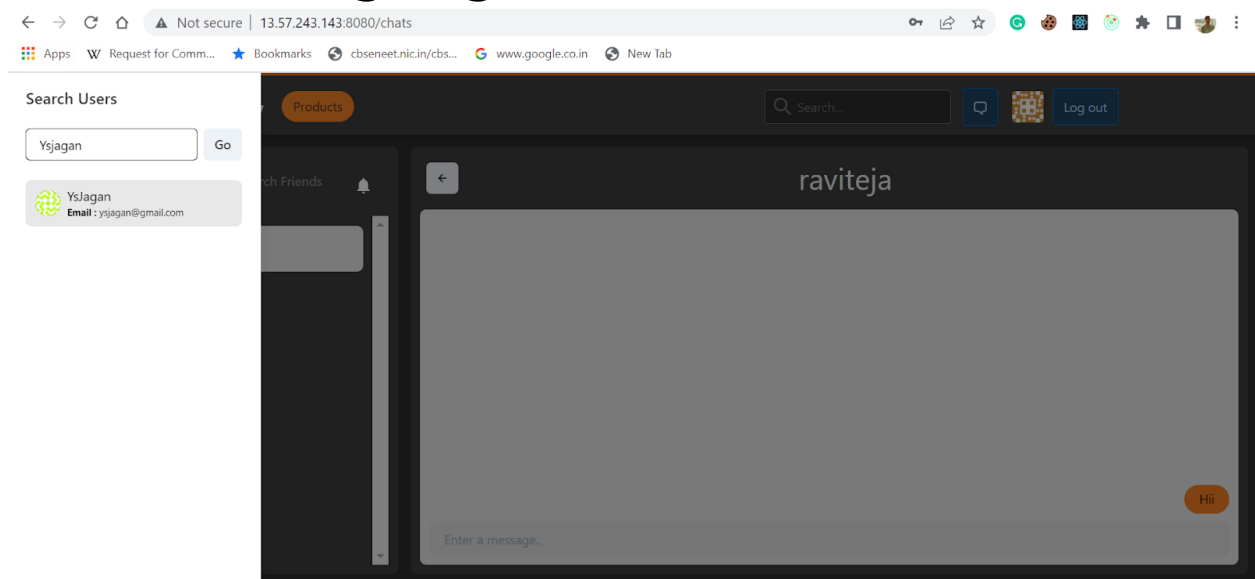 Not secure | 13.57.243.143:8080/chats
Apps W Request for Comm... Bookmarks cbseneet.nic.in/cbs... www.google.co.in New Tab
Search Users
Products
Search...
Log out
Ysjagan
Go
rch Friends
raviteja
YsJagan
Email : ysjagan@gmail.com
Hii
Enter a message..